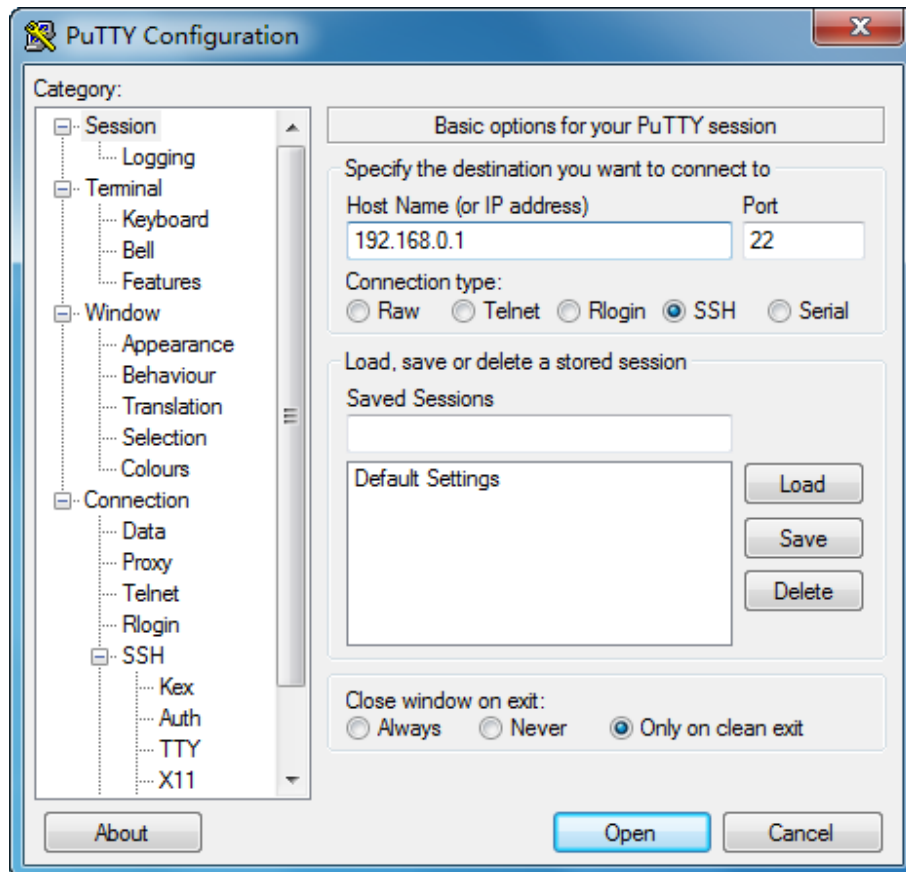 PuTTY Configuration
Category:
Session
Logging
Terminal
Keyboard
Bell
Features
Window
Appearance
Behaviour
Translation
Selection
Colours
Connection
Data
Proxy
Telnet
Rlogin
SSH
Kex
Auth
TTY
X11
Basic options for your PuTTY session
Specify the destination you want to connect to
Host Name (or IP address) Port
192.168.0.1 22
Connection type:
Raw Telnet Rlogin SSH Serial
Load, save or delete a stored session
Saved Sessions
Default Settings
Load
Save
Delete
Close window on exit:
Always Never Only on clean exit
About Open Cancel